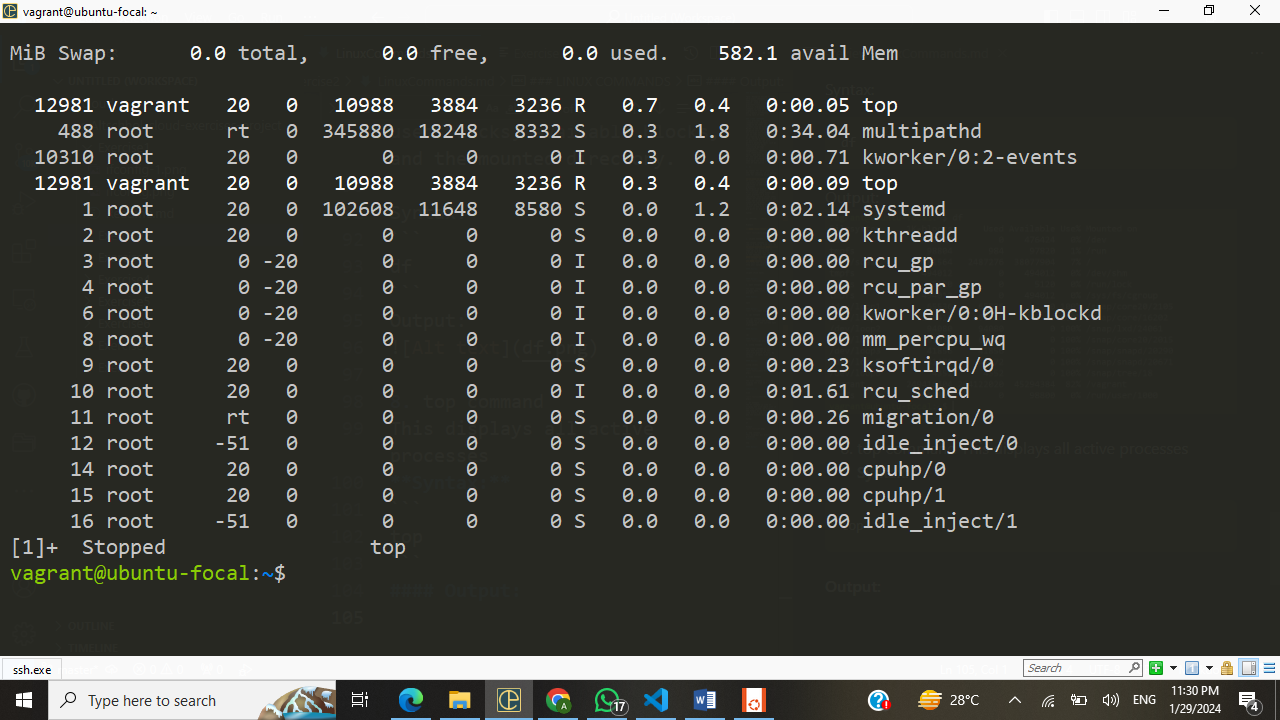 vagrant@ubuntu-focal: ~
MiB Swap: 0.0 total, 0.0 free, 0.0 used. 582.1 avail Mem
12981 vagrant 20 0 10988 3884 3236 R 0.7 0.4 0:00.05 top
488 root rt 0 345880 18248 8332 S 0.3 1.8 0:34.04 multipathd
10310 root 20 0 0 0 0 I 0.3 0.0 0:00.71 kworker/0:2-events
12981 vagrant 20 0 10988 3884 3236 R 0.3 0.4 0:00.09 top
1 root 20 0 102608 11648 8580 S 0.0 1.2 0:02.14 systemd
2 root 20 0 0 0 0 S 0.0 0.0 0:00.00 kthreadd
3 root 0 -20 0 0 0 I 0.0 0.0 0:00.00 rcu_gp
4 root 0 -20 0 0 0 I 0.0 0.0 0:00.00 rcu_par_gp
6 root 0 -20 0 0 0 I 0.0 0.0 0:00.00 kworker/0:0H-kblockd
8 root 0 -20 0 0 0 I 0.0 0.0 0:00.00 mm_percpu_wq
9 root 20 0 0 0 0 S 0.0 0.0 0:00.23 ksoftirqd/0
10 root 20 0 0 0 0 I 0.0 0.0 0:01.61 rcu_sched
11 root rt 0 0 0 0 S 0.0 0.0 0:00.26 migration/0
12 root -51 0 0 0 0 S 0.0 0.0 0:00.00 idle_inject/0
14 root 20 0 0 0 0 S 0.0 0.0 0:00.00 cpuhp/0
15 root 20 0 0 0 0 S 0.0 0.0 0:00.00 cpuhp/1
16 root -51 0 0 0 0 S 0.0 0.0 0:00.00 idle_inject/1
[1]+ Stopped top
vagrant@ubuntu-focal:~$
#### Output:
Output:
105
ssh.exe
Search
Type here to search
17
28°C
ENG
11:30 PM
1/29/2024
4